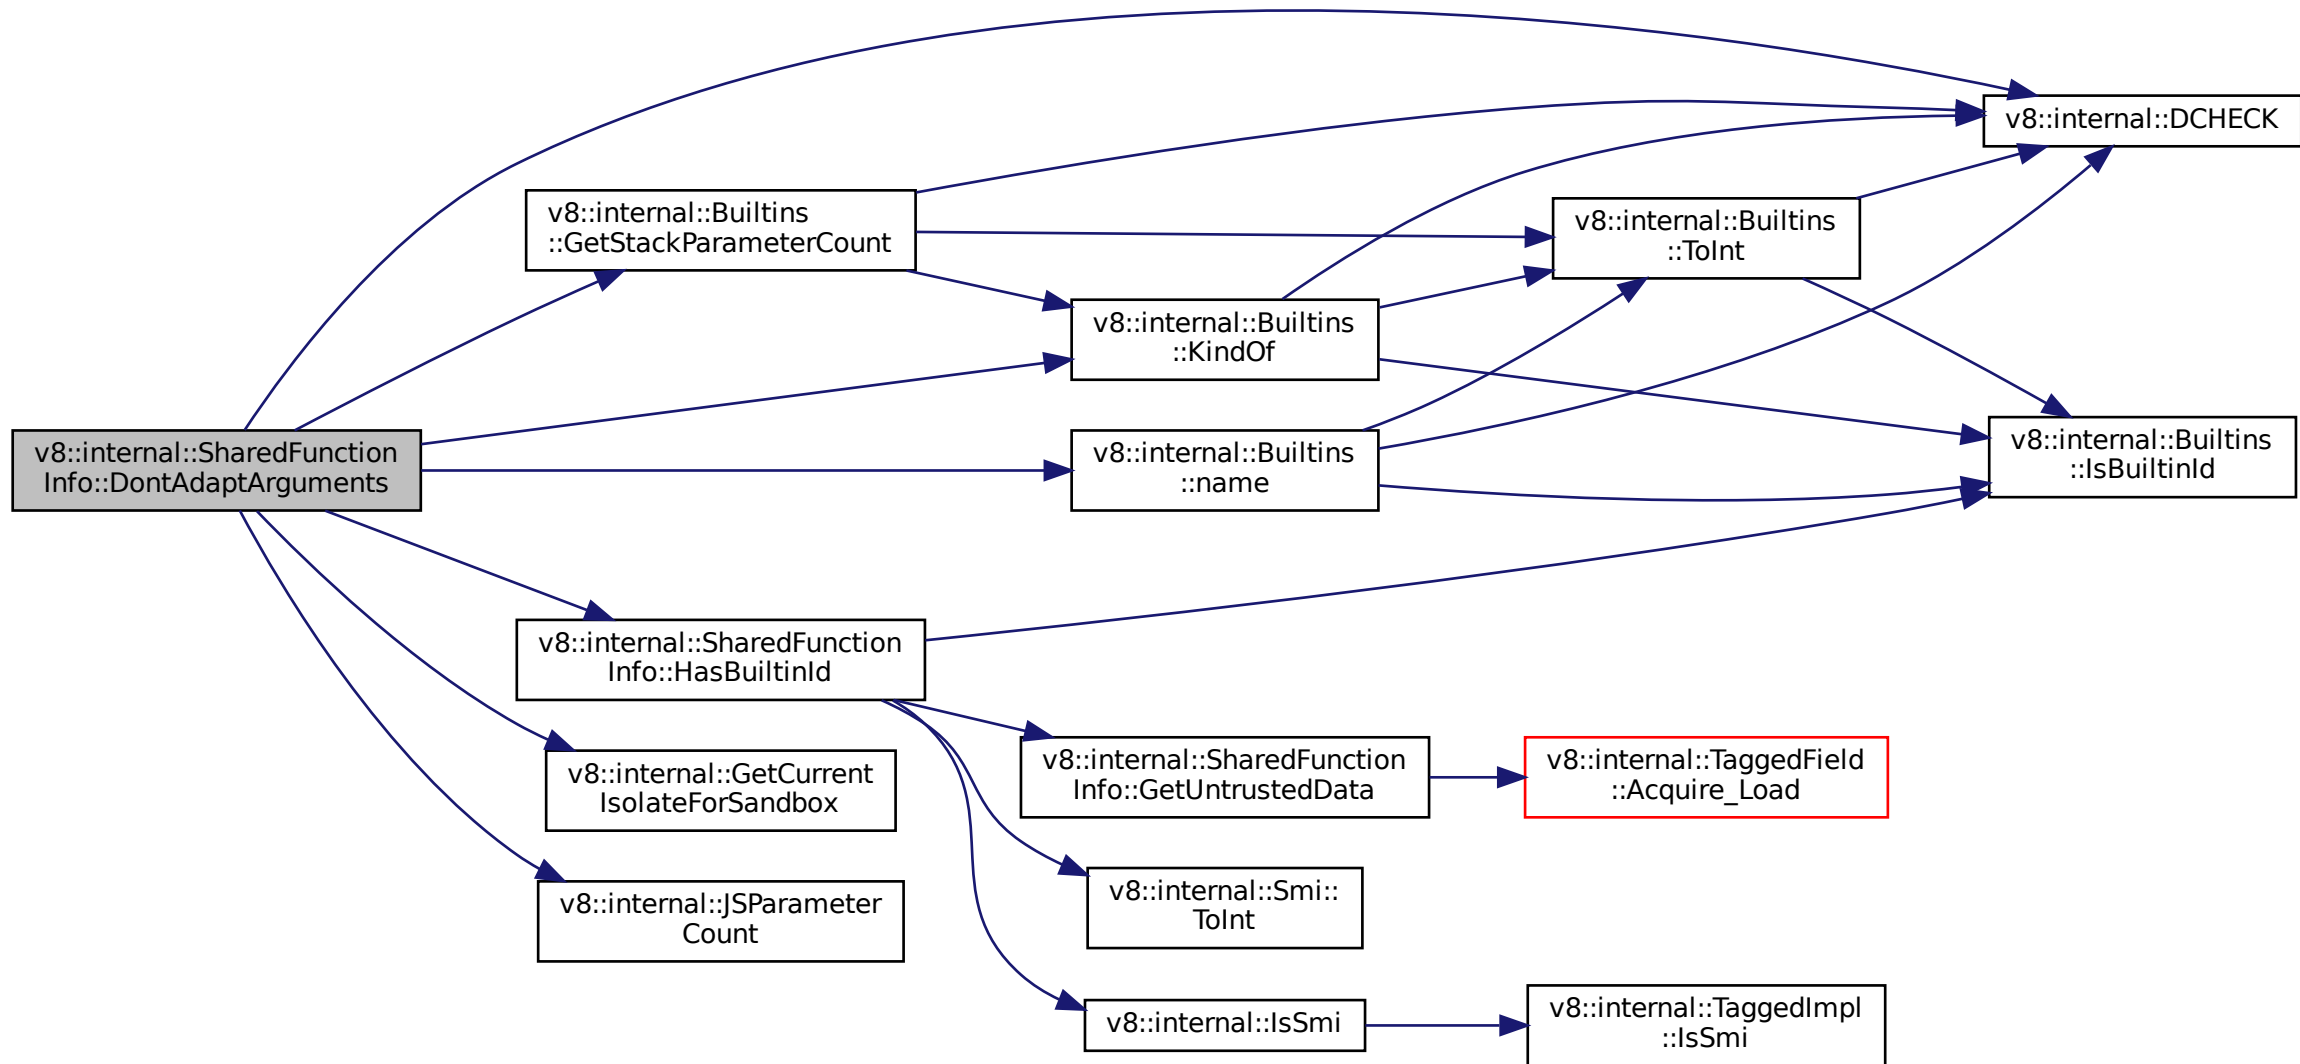 v8::internal::SharedFunction
Info::DontAdaptArguments
v8::internal::DCHECK
v8::internal::Builtins
::GetStackParameterCount
v8::internal::Builtins
::ToInt
v8::internal::Builtins
::KindOf
v8::internal::Builtins
::name
v8::internal::Builtins
::IsBuiltinId
v8::internal::SharedFunction
Info::HasBuiltinId
v8::internal::GetCurrent
IsolateForSandbox
v8::internal::SharedFunction
Info::GetUntrustedData
v8::internal::TaggedField
::Acquire_Load
v8::internal::JSParameter
Count
v8::internal::Smi::
ToInt
v8::internal::IsSmi
v8::internal::TaggedImpl
::IsSmi